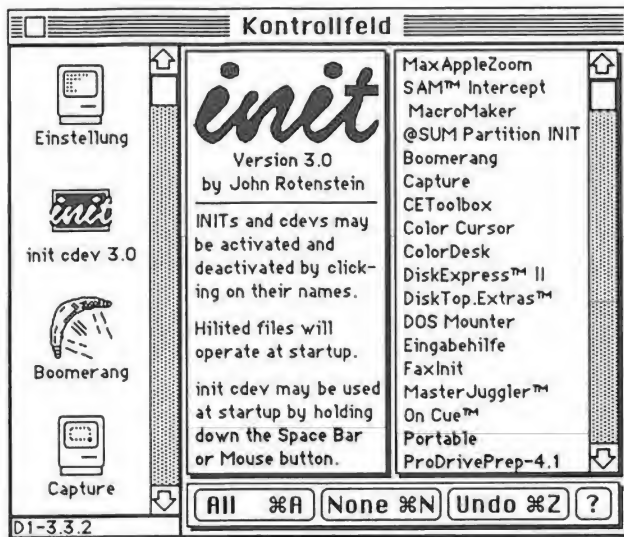 Kontrollfeld
Einstellung
init
init cdev 3.0
Boomerang
Capture
D1-3.3.2
init
Version 3.0
by John Rotenstein
INITs and cdevs may
be activated and
deactivated by click-
ing on their names.
Hilited files will
operate at startup.
init cdev may be used
at startup by holding
down the Space Bar
or Mouse button.
MaxAppleZoom
SAM™ Intercept
MacroMaker
@SUM Partition INIT
Boomerang
Capture
CEToolbox
Color Cursor
ColorDesk
DiskExpress™ II
DiskTop.Extras™
DOS Mounter
Eingabehilfe
FaxInit
MasterJuggler™
On Cue™
Portable
ProDrivePrep-4.1
All ⌘A None ⌘N Undo ⌘Z ?